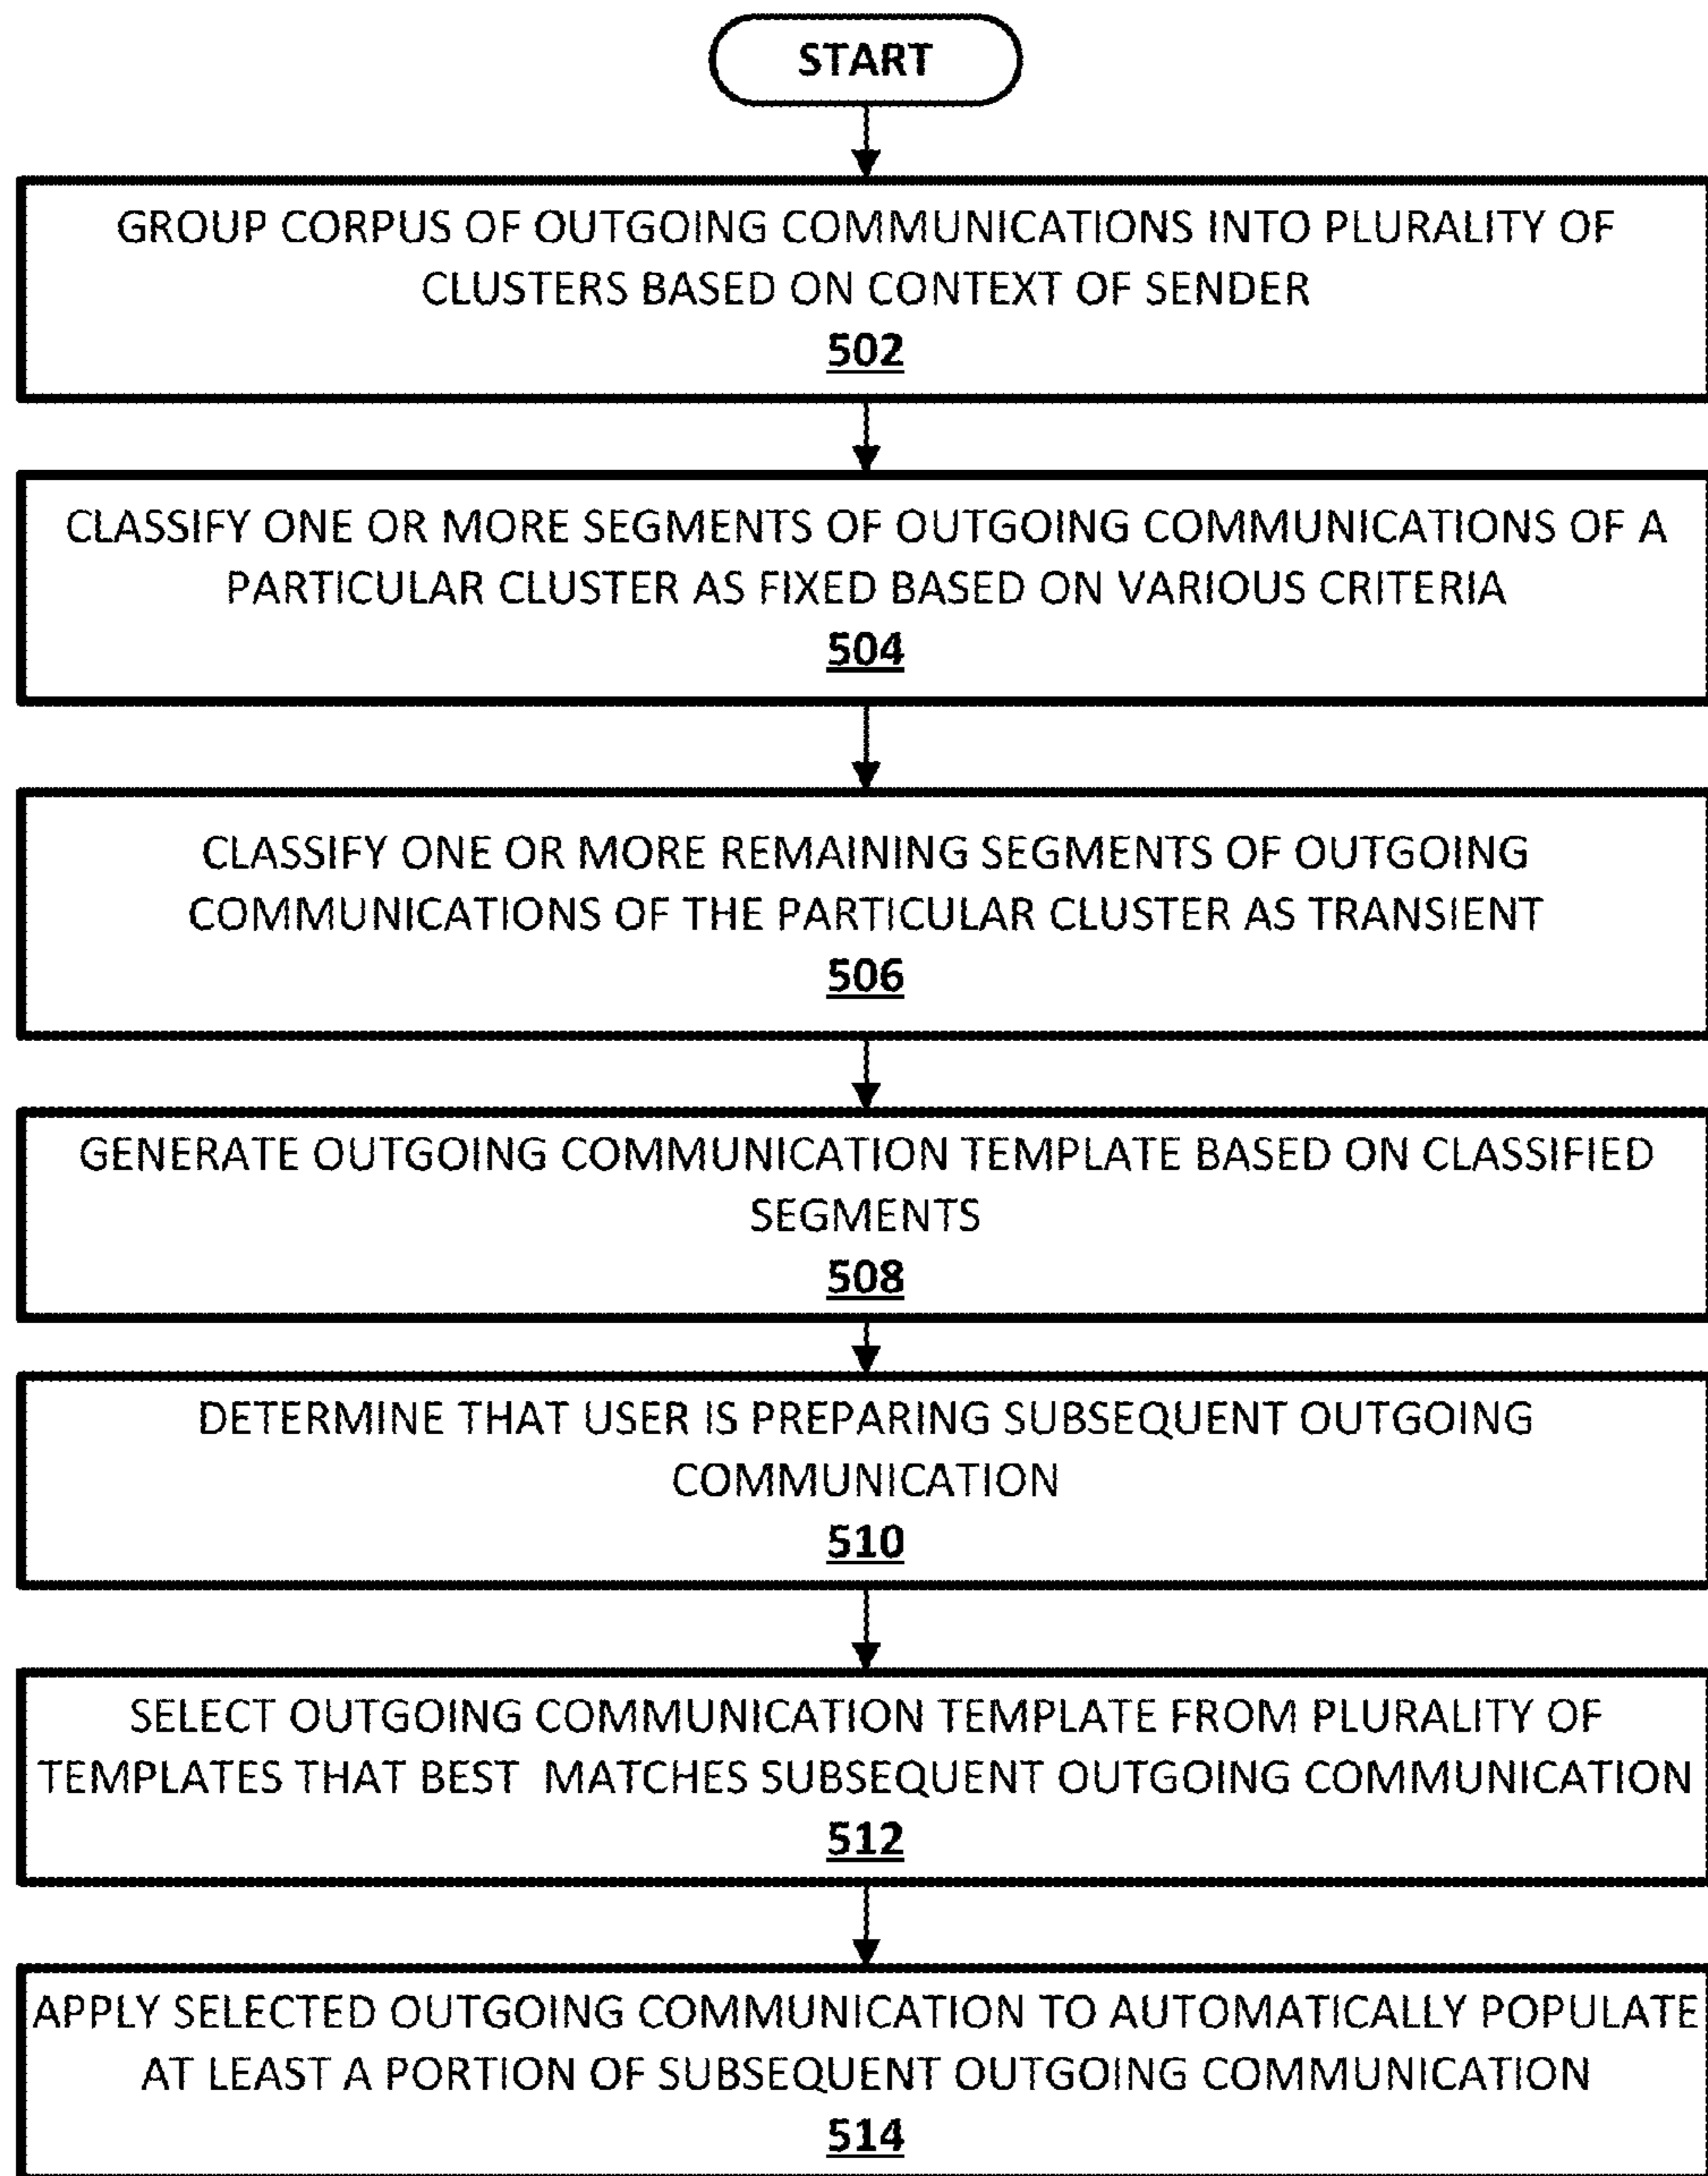 START
GROUP CORPUS OF OUTGOING COMMUNICATIONS INTO PLURALITY OF
CLUSTERS BASED ON CONTEXT OF SENDER
502
CLASSIFY ONE OR MORE SEGMENTS OF OUTGOING COMMUNICATIONS OF A
PARTICULAR CLUSTER AS FIXED BASED ON VARIOUS CRITERIA
504
CLASSIFY ONE OR MORE REMAINING SEGMENTS OF OUTGOING
COMMUNICATIONS OF THE PARTICULAR CLUSTER AS TRANSIENT
506
GENERATE OUTGOING COMMUNICATION TEMPLATE BASED ON CLASSIFIED
SEGMENTS
508
DETERMINE THAT USER IS PREPARING SUBSEQUENT OUTGOING
COMMUNICATION
510
SELECT OUTGOING COMMUNICATION TEMPLATE FROM PLURALITY OF
TEMPLATES THAT BEST MATCHES SUBSEQUENT OUTGOING COMMUNICATION
512
APPLY SELECTED OUTGOING COMMUNICATION TO AUTOMATICALLY POPULATE
AT LEAST A PORTION OF SUBSEQUENT OUTGOING COMMUNICATION
514